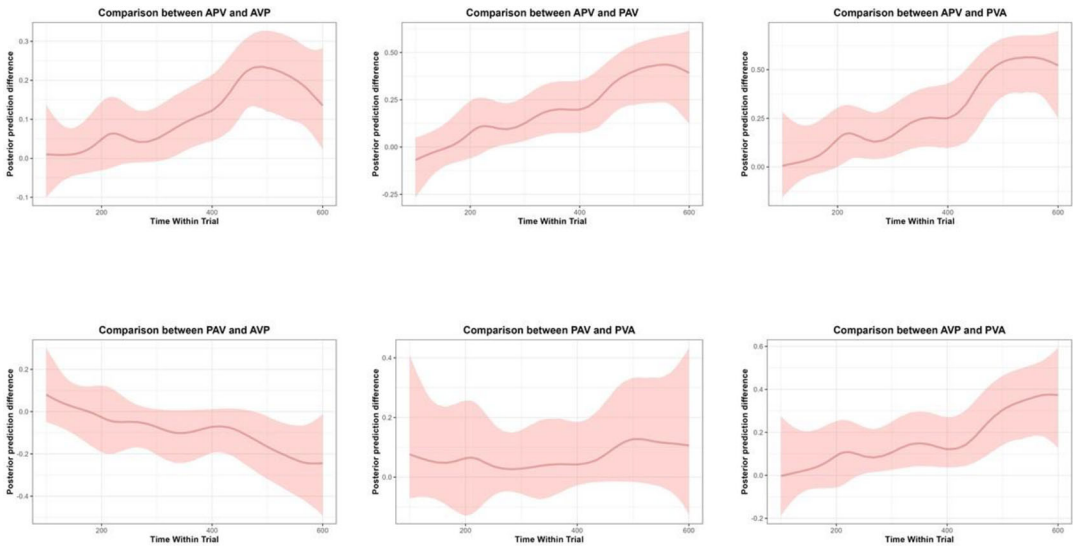 Comparison between APV and AVP
Posterior prediction difference
0.3
0.2
0.1
0.0
-0.1
200
400
600
Time Within Trial
Comparison between APV and PAV
Posterior prediction difference
0.50
0.25
0.00
-0.25
200
400
600
Time Within Trial
Comparison between APV and PVA
Posterior prediction difference
0.50
0.25
0.00
200
400
600
Time Within Trial
Comparison between PAV and AVP
Posterior prediction difference
0.2
0.0
-0.2
-0.4
200
400
600
Time Within Trial
Comparison between PAV and PVA
Posterior prediction difference
0.4
0.2
0.0
200
400
600
Time Within Trial
Comparison between AVP and PVA
Posterior prediction difference
0.6
0.4
0.2
0.0
-0.2
200
400
600
Time Within Trial